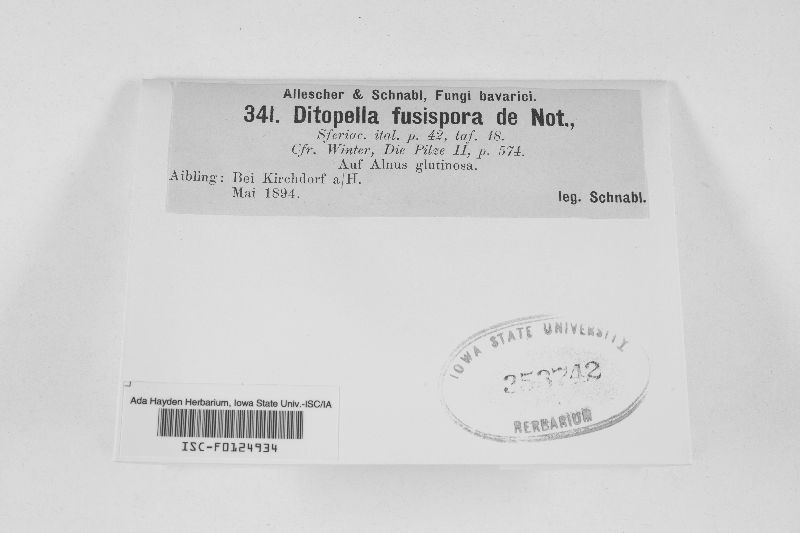 Allescher & Schnabl, Fungi bavarici.
341. Ditopella fusispora de Not.,
Sferiac. ital. p. 42, taf. 48.
Cfr. Winter, Die Pilze II, p. 574.
Auf Alnus glutinosa.
Aibling: Bei Kirchdorf a/H.
Mai 1894.
leg. Schnabl.
IOWA STATE UNIVERSITY
353742
HERBARIUM
Ada Hayden Herbarium, Iowa State Univ.-ISC/IA
ISC-F0124934